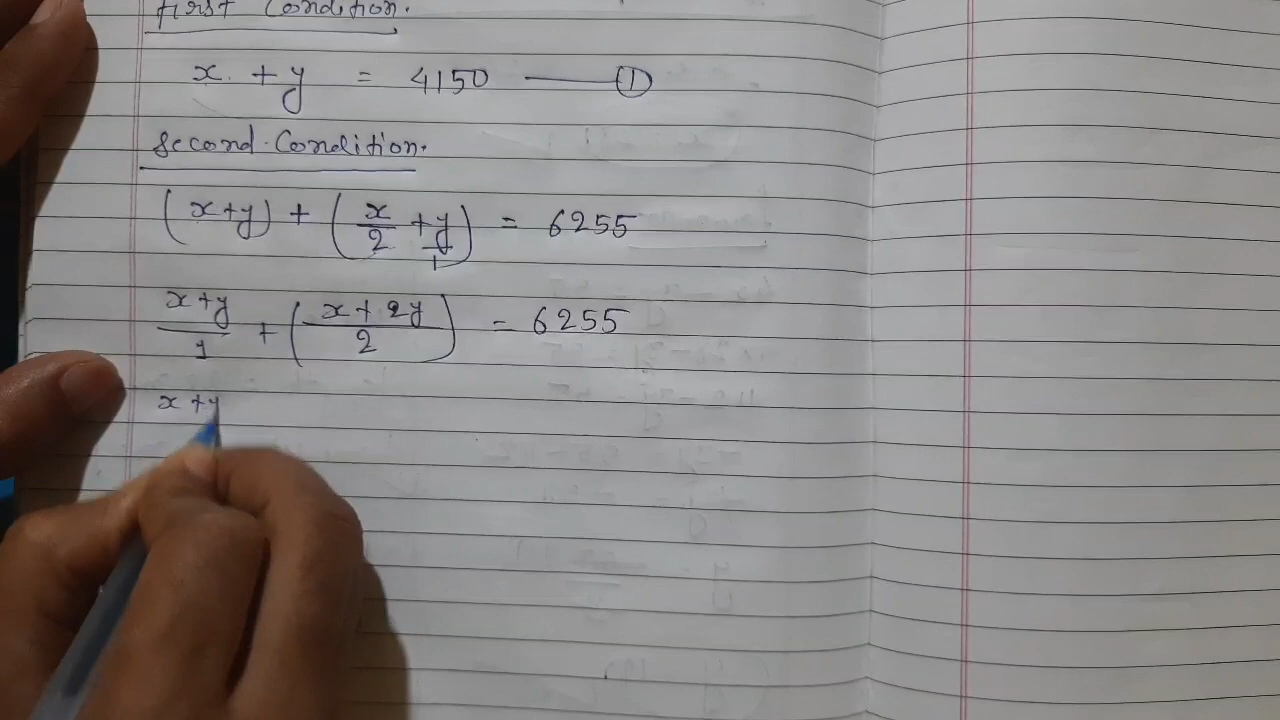 First Condition.
x + y = 4150 —— ①
Second Condition.
(x+y) + (x/2 + y/1) = 6255
x+y/1 + (x+2y/2) = 6255
x+y